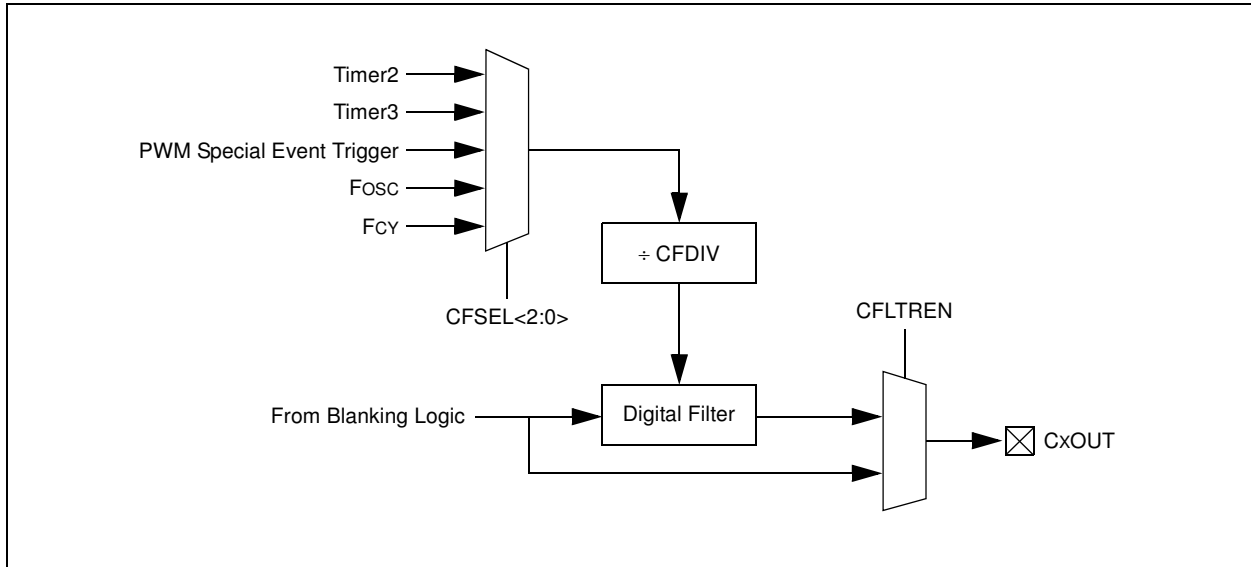 Timer2
Timer3
PWM Special Event Trigger
FOSC
FCY
÷ CFDIV
CFSEL<2:0>
CFLTREN
From Blanking Logic
Digital Filter
CXOUT